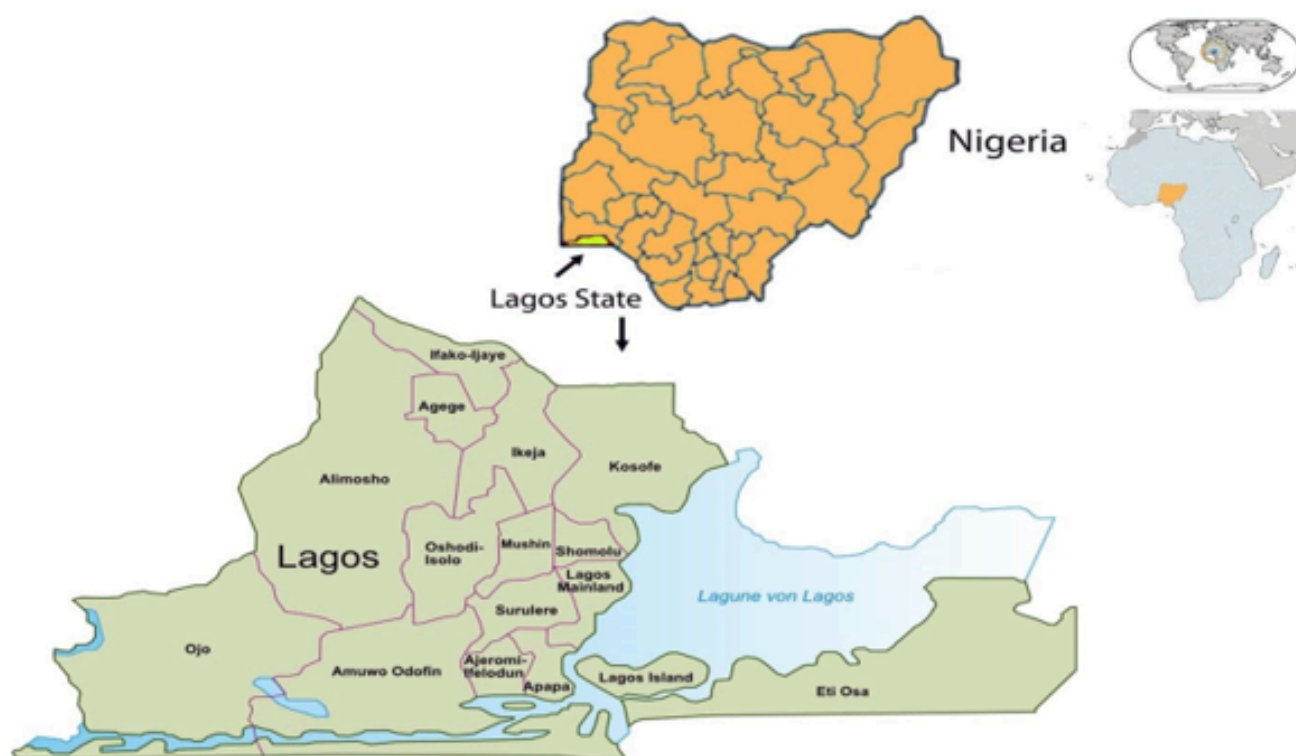 Nigeria
Lagos State
Ifako-Ijaye
Agege
Ikeja
Kosofe
Alimosho
Lagos
Oshodi-
Isolo
Mushin
Shomolu
Lagos
Mainland
Lagune von Lagos
Surulere
Ojo
Amuwo Odofin
Ajeromi-
Ifelodun
Apapa
Lagos Island
Eti Osa